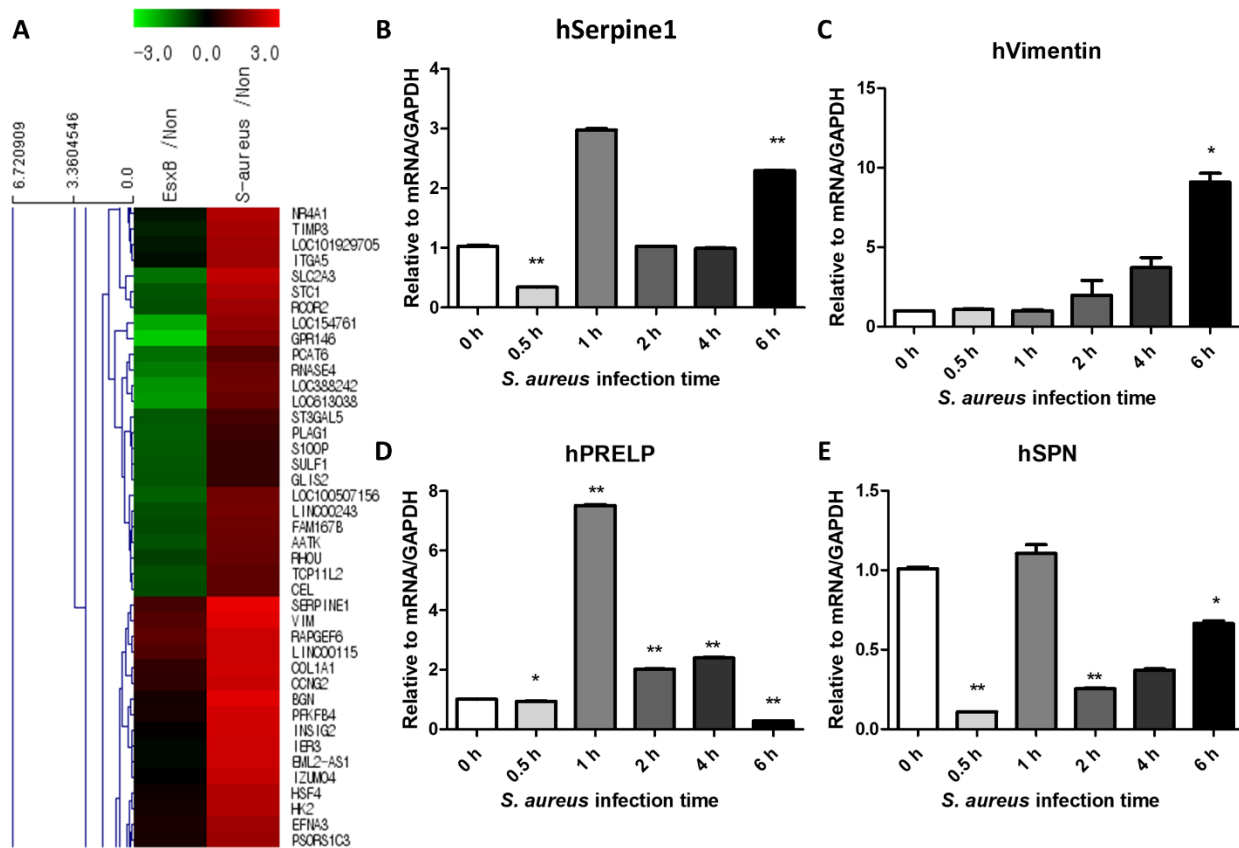 A
-3.0 0.0 3.0
6.720909
3.3604546
0.0
EsxB /Non
S-aureus /Non
NR4A1
TIMP3
LOC101929705
ITGA5
SLC2A3
STC1
RCOR2
LOC154761
GPR146
PCAT6
RNASE4
LOC388242
LOC613038
ST3GAL5
PLAG1
S100P
SULF1
GLIS2
LOC100507156
LINC00243
FAM167B
AATK
RHOU
TCP11L2
CEL
SERPINE1
VIM
RAPGEF6
LINC00115
COL1A1
CCNG2
BGN
PFKFB4
INSIG2
IER3
EML2-AS1
IZUMO4
HSF4
HK2
EFNA3
PSORS1C3
B
hSerpine1
Relative to mRNA/GAPDH
4
3
2
1
0
**
**
0 h 0.5 h 1 h 2 h 4 h 6 h
S. aureus infection time
C
hVimentin
Relative to mRNA/GAPDH
15
10
5
0
*
0 h 0.5 h 1 h 2 h 4 h 6 h
S. aureus infection time
D
hPRELP
Relative to mRNA/GAPDH
8
6
4
2
0
* ** ** ** **
0 h 0.5 h 1 h 2 h 4 h 6 h
S. aureus infection time
E
hSPN
Relative to mRNA/GAPDH
1.5
1.0
0.5
0.0
** ** *
0 h 0.5 h 1 h 2 h 4 h 6 h
S. aureus infection time